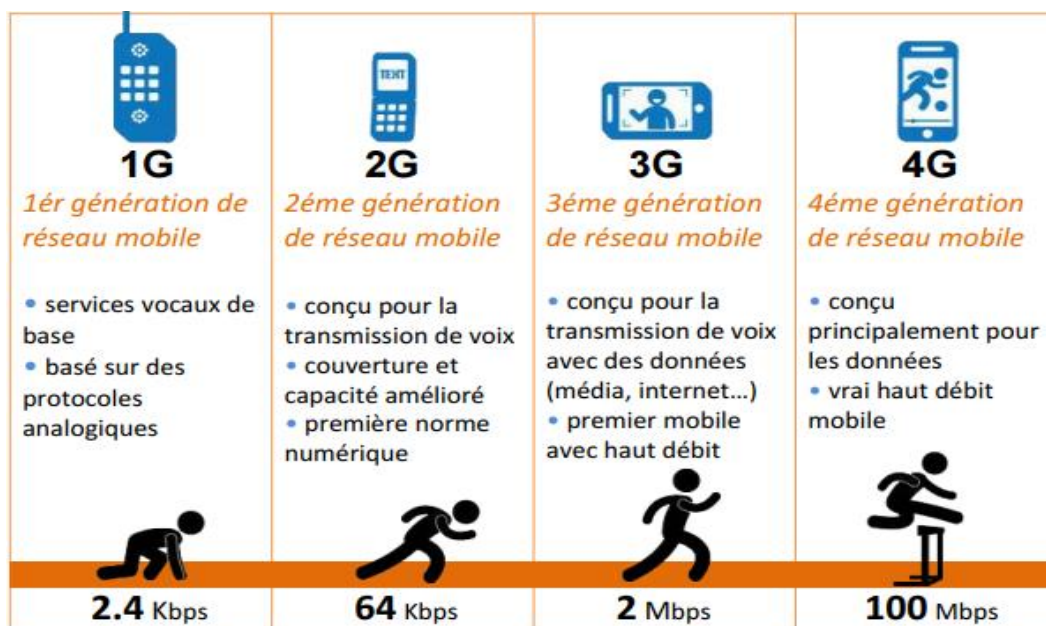 1G
1ér génération de
réseau mobile
• services vocaux de
base
• basé sur des
protocoles
analogiques
2.4 Kbps
TEXT
2G
2éme génération
de réseau mobile
• conçu pour la
transmission de voix
• couverture et
capacité amélioré
• première norme
numérique
64 Kbps
3G
3éme génération
de réseau mobile
• conçu pour la
transmission de voix
avec des données
(média, internet…)
• premier mobile
avec haut débit
2 Mbps
4G
4éme génération
de réseau mobile
• conçu
principalement pour
les données
• vrai haut débit
mobile
100 Mbps